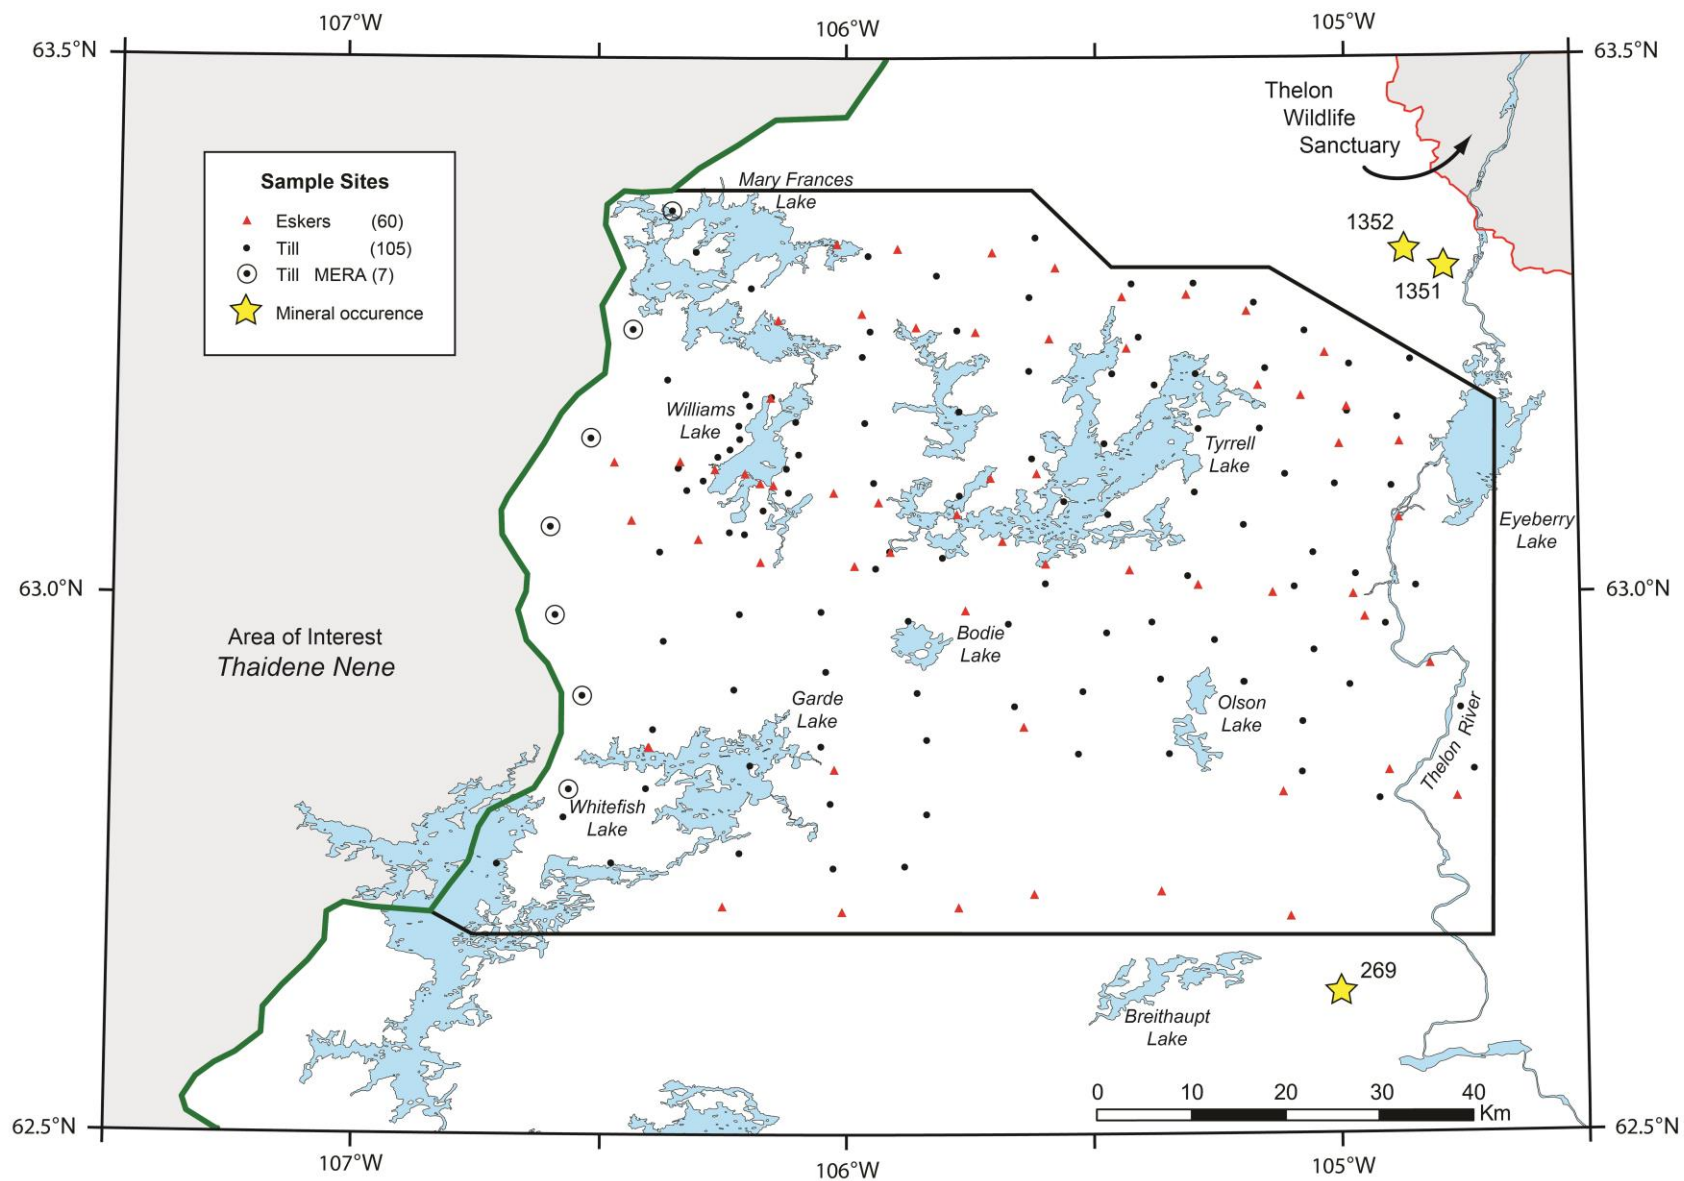 107°W
106°W
105°W
63.5°N
63.5°N
Thelon
Wildlife
Sanctuary
Sample Sites
Eskers (60)
Till (105)
Till MERA (7)
Mineral occurence
Mary Frances
Lake
1352
1351
Williams
Lake
Tyrrell
Lake
Eyeberry
Lake
63.0°N
63.0°N
Area of Interest
Thaidene Nene
Bodie
Lake
Garde
Lake
Olson
Lake
Thelon River
Whitefish
Lake
269
Breithaupt
Lake
0 10 20 30 40
Km
62.5°N
62.5°N
107°W
106°W
105°W